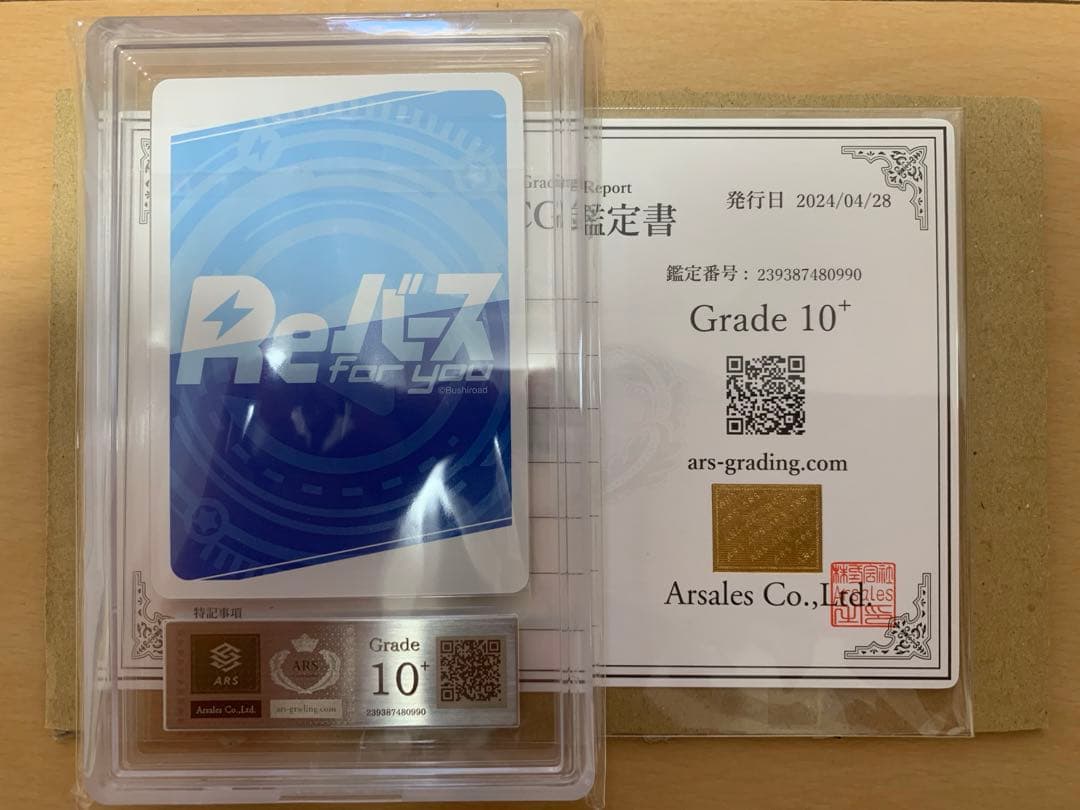 Reバース
for you
©Bushiroad
特記事項
ARS
Arsales Co.,Ltd.
ARS
ars-grading.com
Grade
10+
239387480990
Report
鑑定書
発行日 2024/04/28
鑑定番号： 239387480990
Grade 10+
ars-grading.com
Arsales Co.,Ltd.